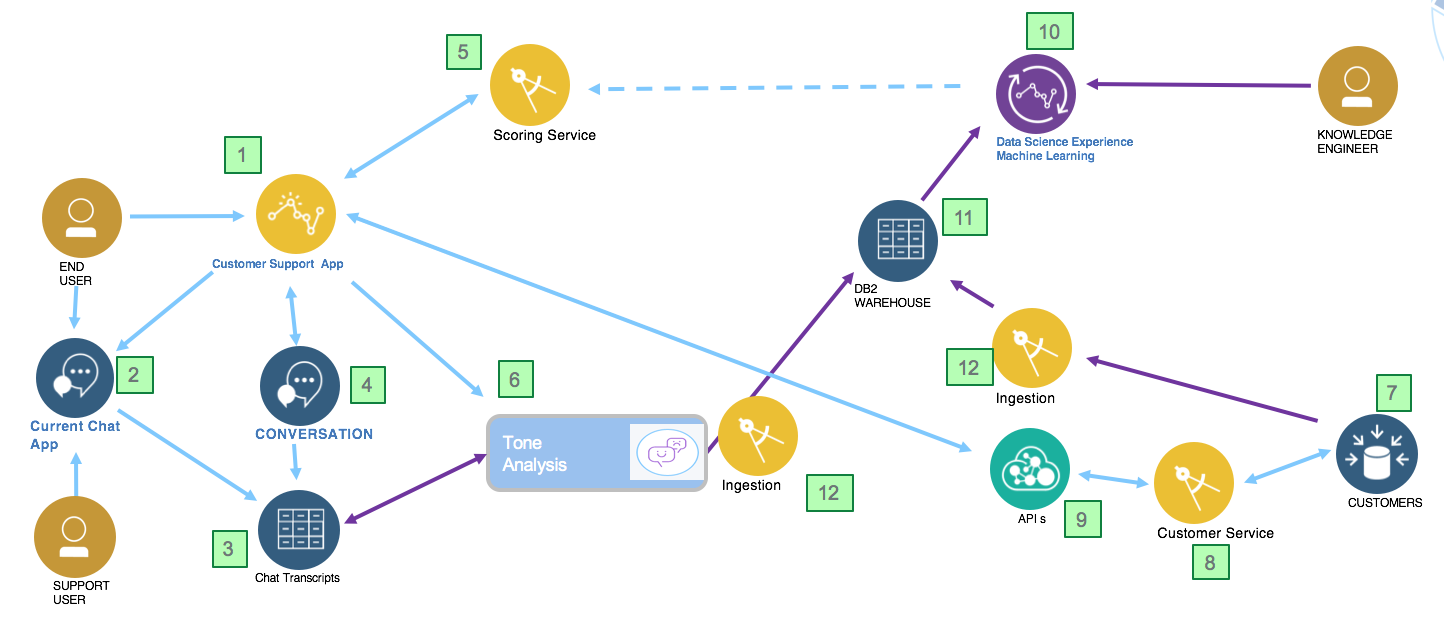 10
5
Scoring Service
Data Science Experience
Machine Learning
KNOWLEDGE
ENGINEER
1
11
END
USER
Customer Support  App
DB2
WAREHOUSE
2
4
6
12
7
Current Chat
App
CONVERSATION
Ingestion
Tone
Analysis
Ingestion
12
CUSTOMERS
API s
9
Customer Service
8
3
Chat Transcripts
SUPPORT
USER